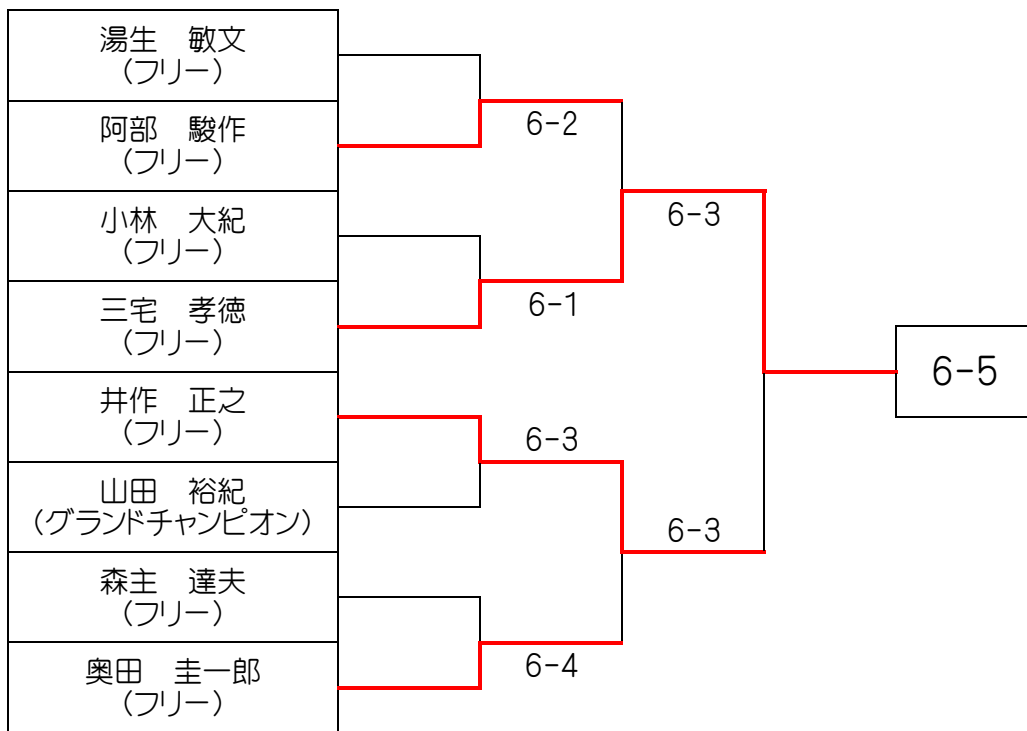 湯生　敏文
（フリー）
阿部　駿作
（フリー）
小林　大紀
（フリー）
三宅　孝徳
（フリー）
井作　正之
（フリー）
山田　裕紀
（グランドチャンピオン）
森主　達夫
（フリー）
奥田　圭一郎
（フリー）
6-2
6-1
6-3
6-4
6-3
6-3
6-5